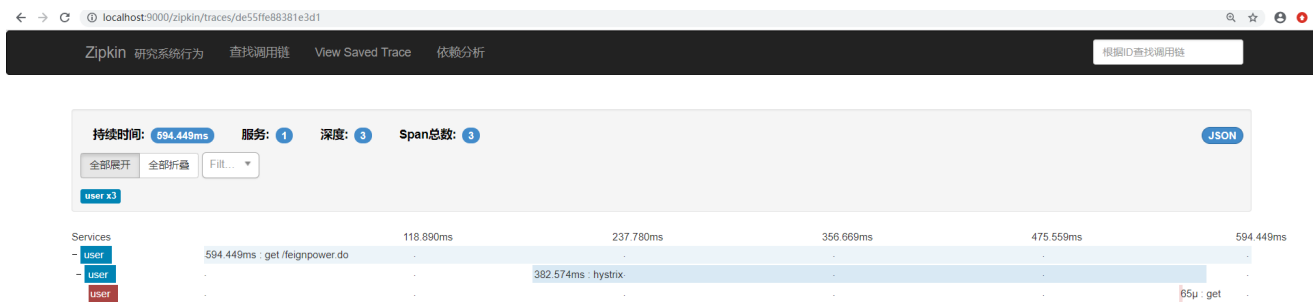 localhost:9000/zipkin/traces/de55ffe88381e3d1
Zipkin 研究系统行为 查找调用链 View Saved Trace 依赖分析 根据ID查找调用链
持续时间: 594.449ms 服务: 1 深度: 3 Span总数: 3 JSON
全部展开 全部折叠 Filt...
user x3
Services 118.890ms 237.780ms 356.669ms 475.559ms 594.449ms
- user 594.449ms : get /feignpower.do
- user 382.574ms : hystrix
user 65μ : get